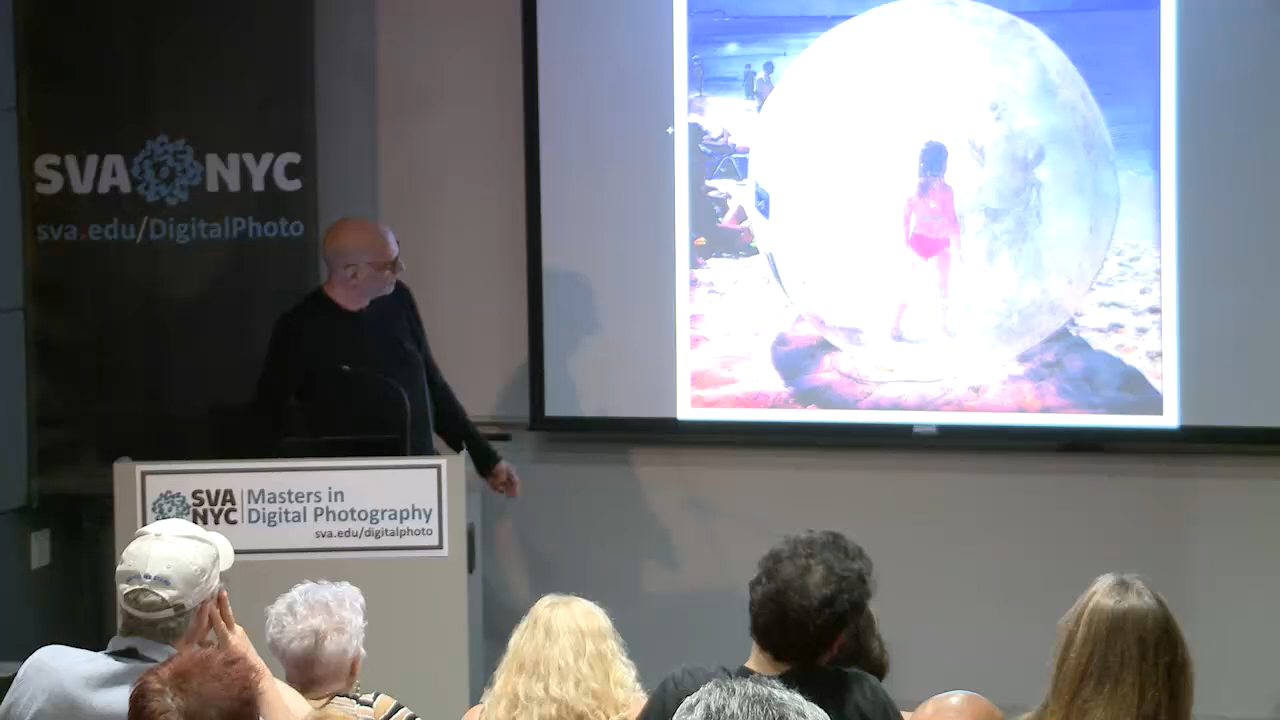 SVA NYC
sva.edu/DigitalPhoto
SVA
NYC
Masters in
Digital Photography
sva.edu/digitalphoto